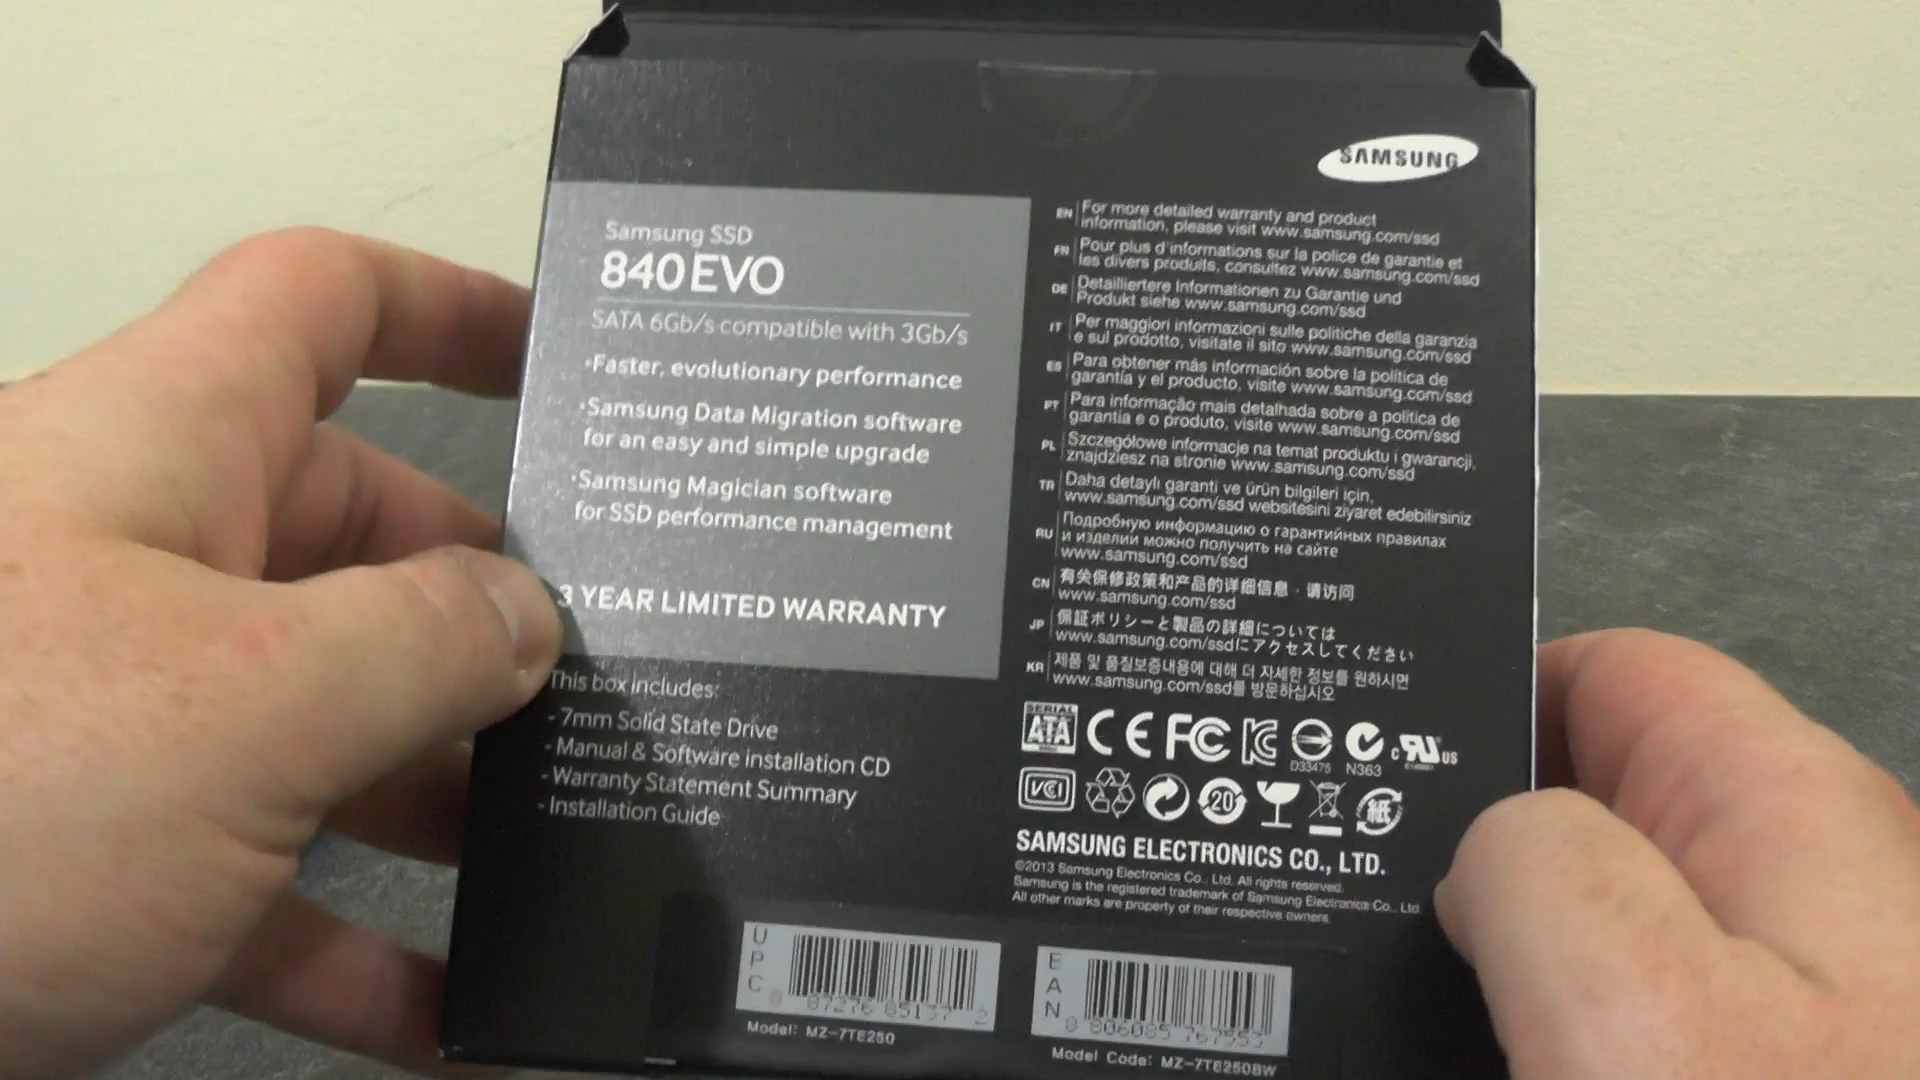 SAMSUNG
Samsung SSD
840 EVO
SATA 6Gb/s compatible with 3Gb/s
•Faster, evolutionary performance
•Samsung Data Migration software
for an easy and simple upgrade
•Samsung Magician software
for SSD performance management
3 YEAR LIMITED WARRANTY
This box includes:
- 7mm Solid State Drive
- Manual & Software installation CD
- Warranty Statement Summary
- Installation Guide
EN For more detailed warranty and product
information, please visit www.samsung.com/ssd
FR Pour plus d'informations sur la police de garantie et
les divers produits, consultez www.samsung.com/ssd
DE Detailliertere Informationen zu Garantie und
Produkt siehe www.samsung.com/ssd
IT Per maggiori informazioni sulle politiche della garanzia
e sul prodotto, visitate il sito www.samsung.com/ssd
ES Para obtener más información sobre la política de
garantía y el producto, visite www.samsung.com/ssd
PT Para informação mais detalhada sobre a política de
garantia e o produto, visite www.samsung.com/ssd
PL Szczegółowe informacje na temat produktu i gwarancji,
znajdziesz na stronie www.samsung.com/ssd
TR Daha detaylı garanti ve ürün bilgileri için,
www.samsung.com/ssd websitesini ziyaret edebilirsiniz
RU Подробную информацию о гарантийных правилах
и изделии можно получить на сайте
www.samsung.com/ssd
CN 有关保修政策和产品的详细信息，请访问
www.samsung.com/ssd
JP 保証ポリシーと製品の詳細については
www.samsung.com/ssdにアクセスしてください
KR 제품 및 품질보증내용에 대해 더 자세한 정보를 원하시면
www.samsung.com/ssd를 방문하십시오
SERIAL
ATA CE FC D33475 N363 c RU US
VCI 20 紙
SAMSUNG ELECTRONICS CO., LTD.
©2013 Samsung Electronics Co., Ltd. All rights reserved.
Samsung is the registered trademark of Samsung Electronics Co., Ltd.
All other marks are property of their respective owners.
UPC
8 87276 85137 2
Model: MZ-7TE250
EAN
8 806085 767553
Model Code: MZ-7TE250BW